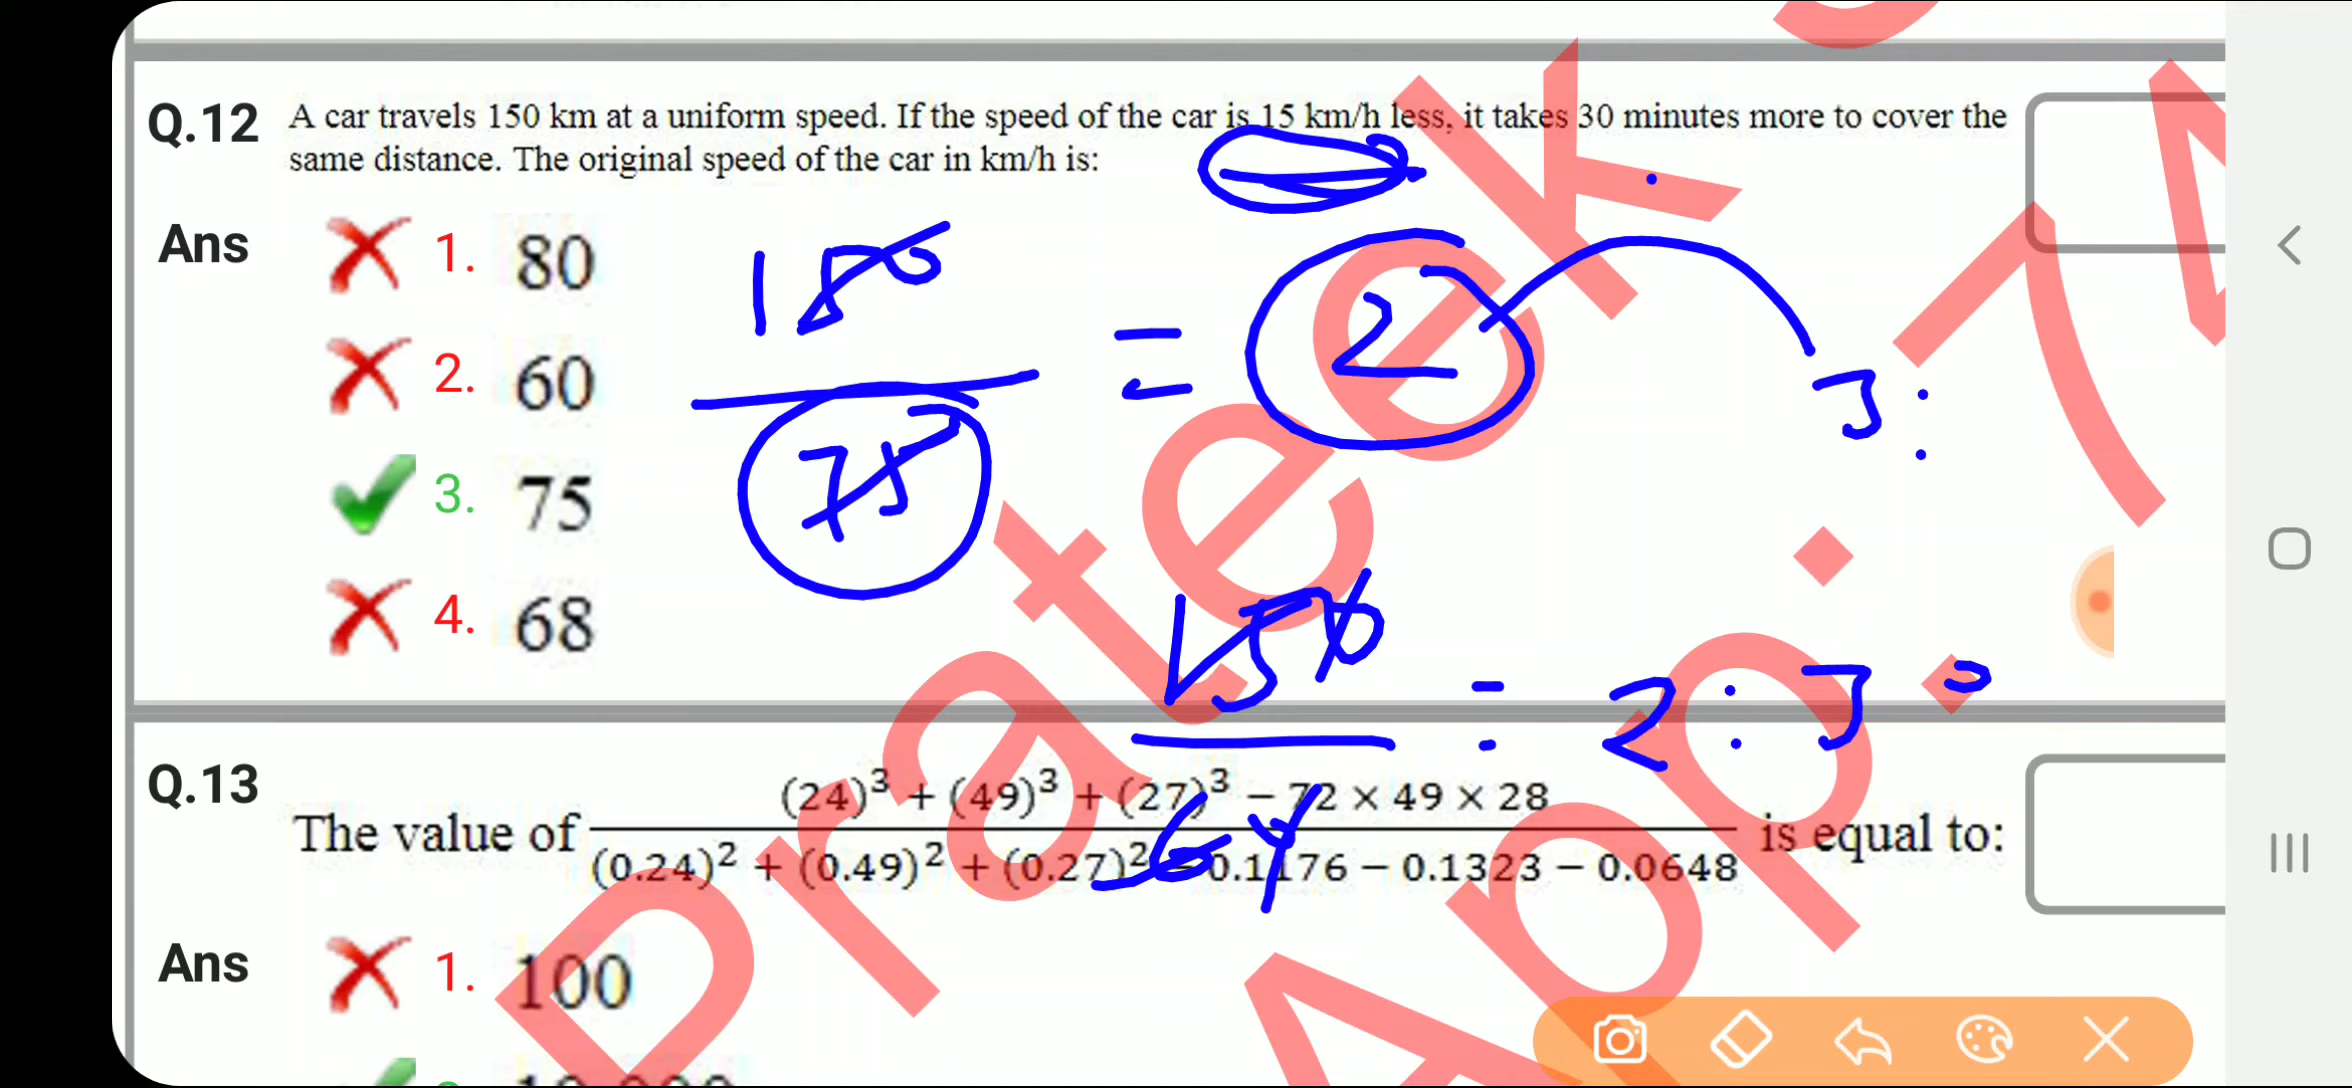 Q.12 A car travels 150 km at a uniform speed. If the speed of the car is 15 km/h less, it takes 30 minutes more to cover the
same distance. The original speed of the car in km/h is:
Ans 1. 80
2. 60
3. 75
4. 68
150
75
= 2
3:
150
60
= 2:30
Q.13 The value of (24)³ + (49)³ + (27)³ − 72 × 49 × 28
(0.24)² + (0.49)² + (0.27)² − 0.1176 − 0.1323 − 0.0648 is equal to:
Ans 1. 100
Prateek
App.